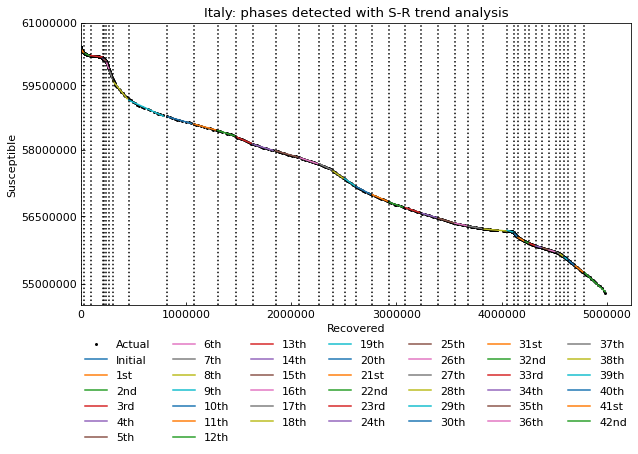 Italy: phases detected with S-R trend analysis
61000000
59500000
58000000
56500000
55000000
Susceptible
0 1000000 2000000 3000000 4000000 5000000
Recovered
Actual 6th 13th 19th 25th 31st 37th
Initial 7th 14th 20th 26th 32nd 38th
1st 8th 15th 21st 27th 33rd 39th
2nd 9th 16th 22nd 28th 34th 40th
3rd 10th 17th 23rd 29th 35th 41st
4th 11th 18th 24th 30th 36th 42nd
5th 12th